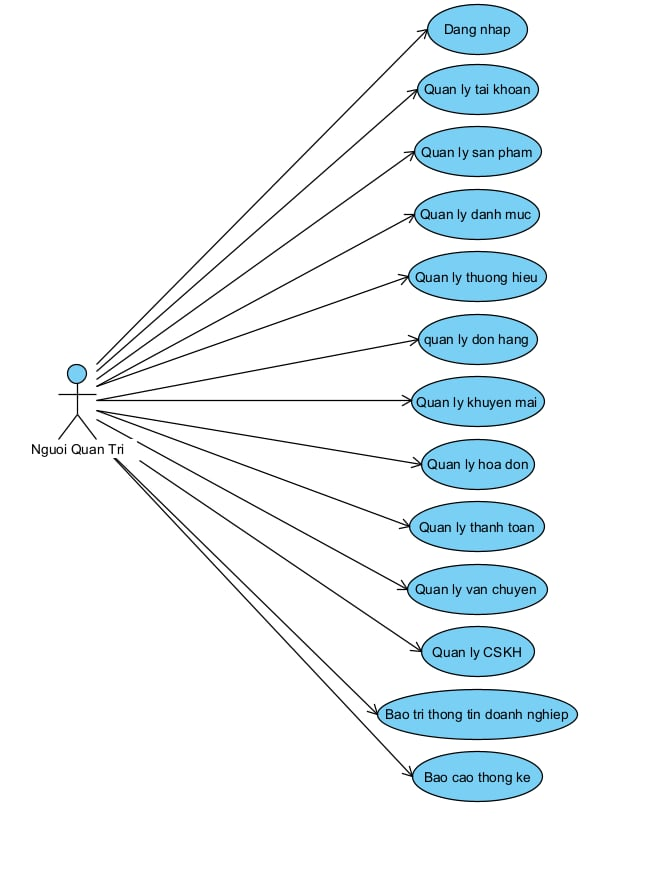 Dang nhap
Quan ly tai khoan
Quan ly san pham
Quan ly danh muc
Quan ly thuong hieu
quan ly don hang
Quan ly khuyen mai
Nguoi Quan Tri
Quan ly hoa don
Quan ly thanh toan
Quan ly van chuyen
Quan ly CSKH
Bao tri thong tin doanh nghiep
Bao cao thong ke